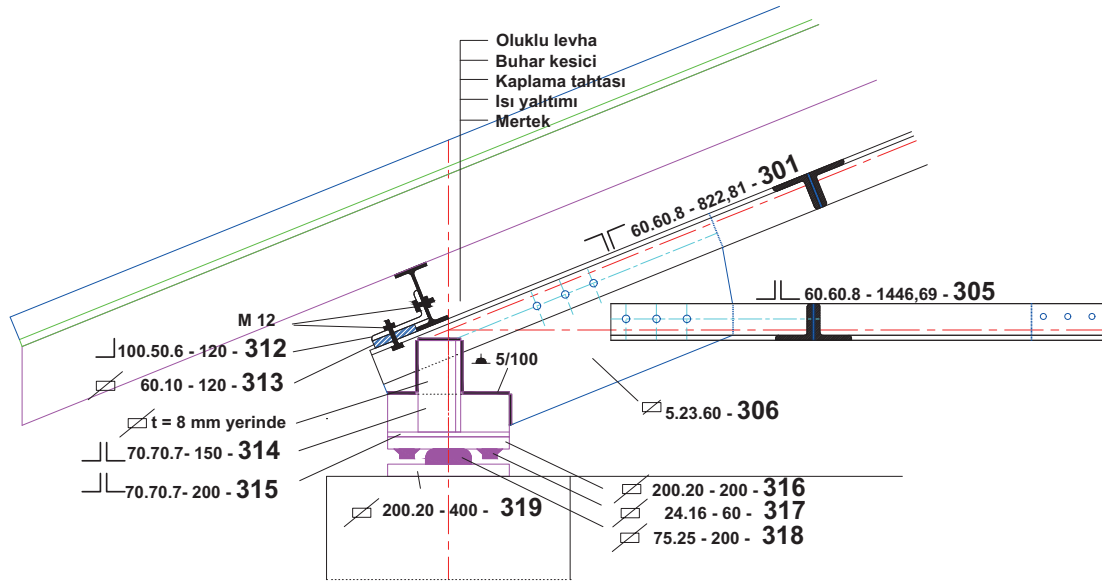 Oluklu levha
Buhar kesici
Kaplama tahtası
Isı yalıtımı
Mertek
60.60.8 - 822,81 - 301
60.60.8 - 1446,69 - 305
M 12
100.50.6 - 120 - 312
60.10 - 120 - 313
5/100
t = 8 mm yerinde
5.23.60 - 306
70.70.7- 150 - 314
70.70.7- 200 - 315
200.20 - 400 - 319
200.20 - 200 - 316
24.16 - 60 - 317
75.25 - 200 - 318